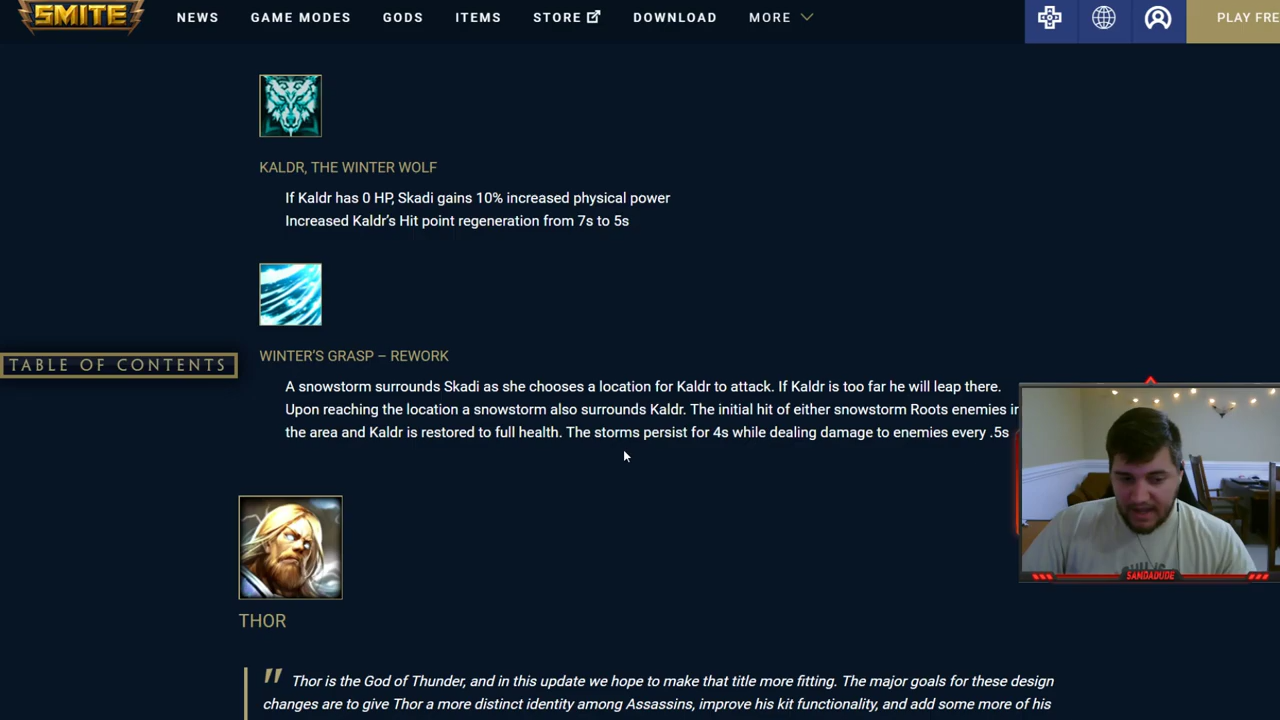 SMITE
NEWS GAME MODES GODS ITEMS STORE DOWNLOAD MORE PLAY FRE
KALDR, THE WINTER WOLF
If Kaldr has 0 HP, Skadi gains 10% increased physical power
Increased Kaldr's Hit point regeneration from 7s to 5s
TABLE OF CONTENTS
WINTER'S GRASP – REWORK
A snowstorm surrounds Skadi as she chooses a location for Kaldr to attack. If Kaldr is too far he will leap there.
Upon reaching the location a snowstorm also surrounds Kaldr. The initial hit of either snowstorm Roots enemies in
the area and Kaldr is restored to full health. The storms persist for 4s while dealing damage to enemies every .5s
SANDADUDE
THOR
" Thor is the God of Thunder, and in this update we hope to make that title more fitting. The major goals for these design
changes are to give Thor a more distinct identity among Assassins, improve his kit functionality, and add some more of his